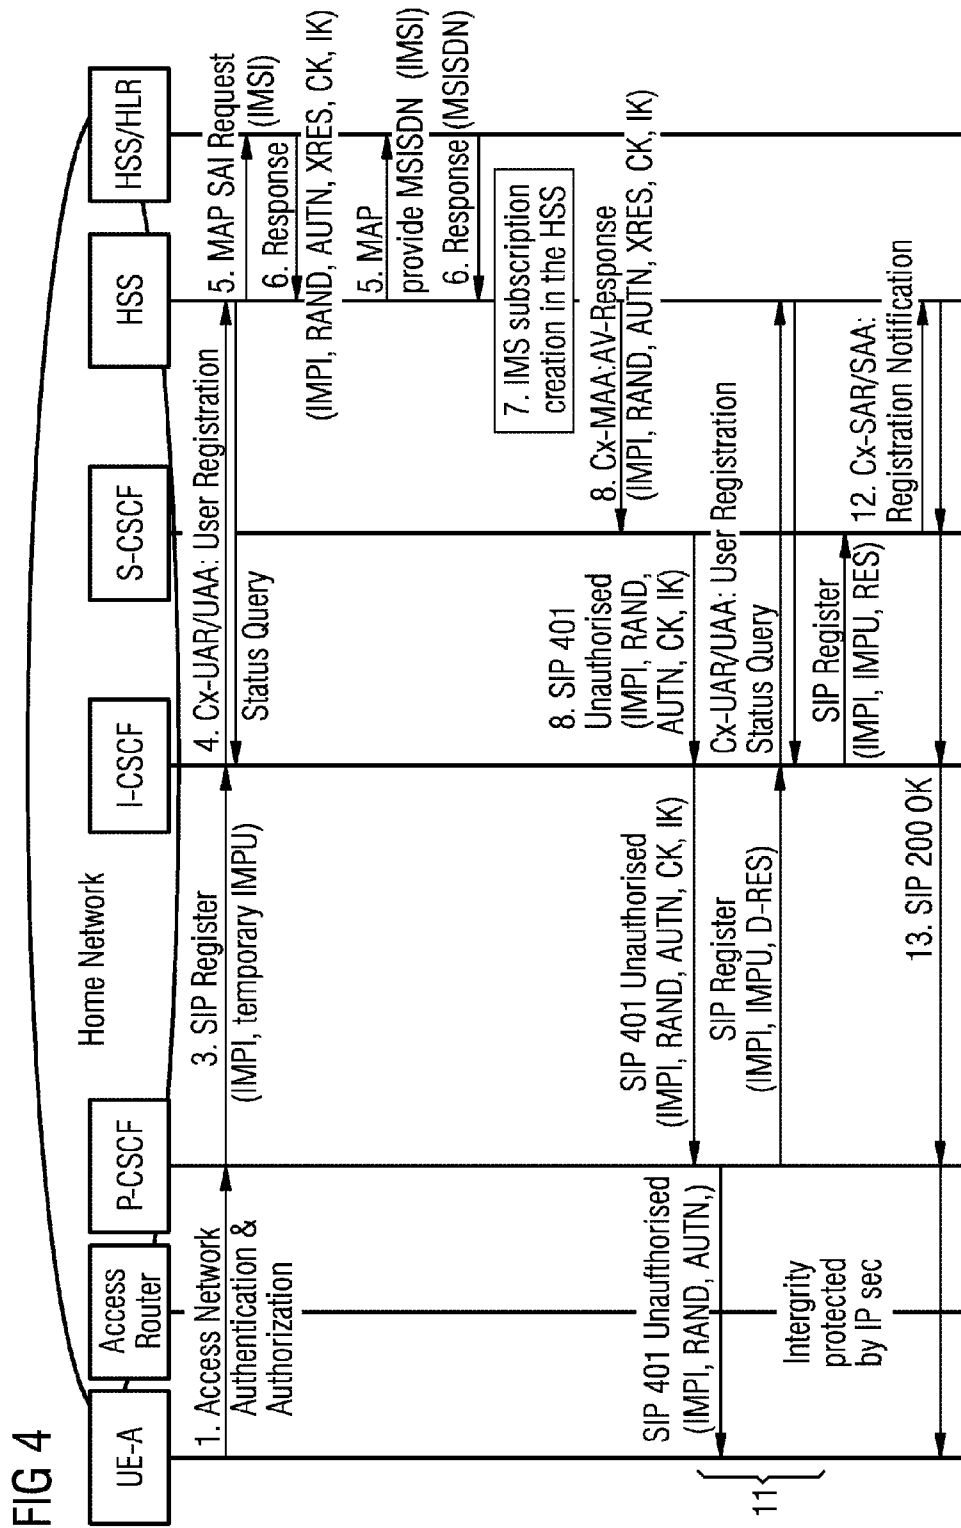 FIG 4
Home Network
UE-A
Access
Router
P-CSCF
I-CSCF
S-CSCF
HSS
HSS/HLR
1. Access Network
Authentication &
Authorization
3. SIP Register
(IMPI, temporary IMPU)
4. Cx-UAR/UAA: User Registration
Status Query
5. MAP SAI Request
(IMSI)
6. Response
(IMPI, RAND, AUTN, XRES, CK, IK)
5. MAP
provide MSISDN (IMSI)
6. Response (MSISDN)
7. IMS subscription
creation in the HSS
8. Cx-MAA:AV-Response
(IMPI, RAND, AUTN, XRES, CK, IK)
8. SIP 401
Unauthorised
(IMPI, RAND,
AUTN, CK, IK)
SIP 401 Unauthorised
(IMPI, RAND, AUTN, CK, IK)
SIP 401 Unaufthorised
(IMPI, RAND, AUTN,)
11
Intergrity
protected
by IP sec
SIP Register
(IMPI, IMPU, D-RES)
Cx-UAR/UAA: User Registration
Status Query
SIP Register
(IMPI, IMPU, RES)
12. Cx-SAR/SAA:
Registration Notification
13. SIP 200 OK